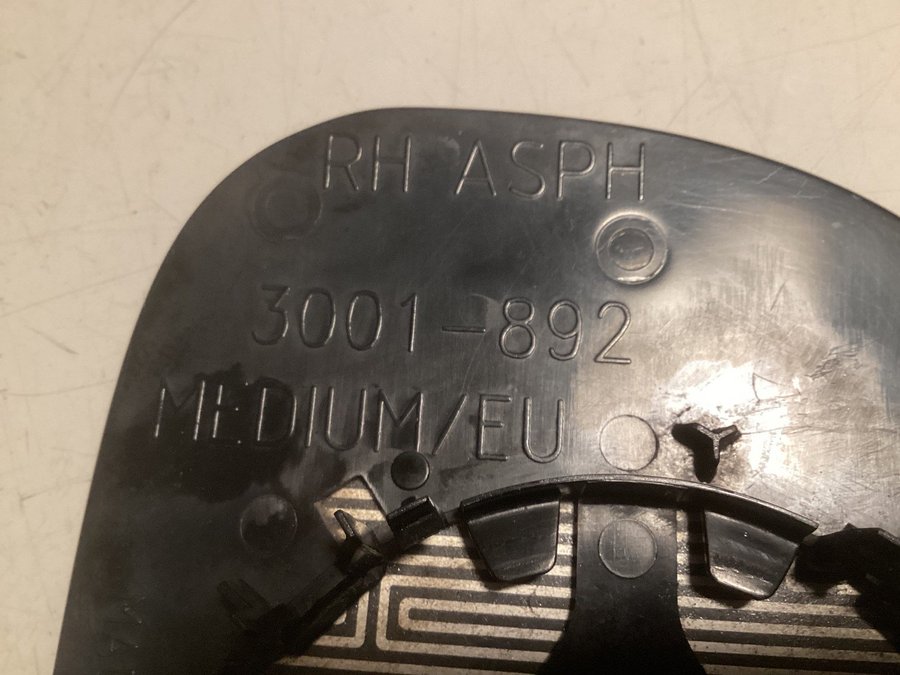 RH ASPH
3001-892
MEDIUM/EU